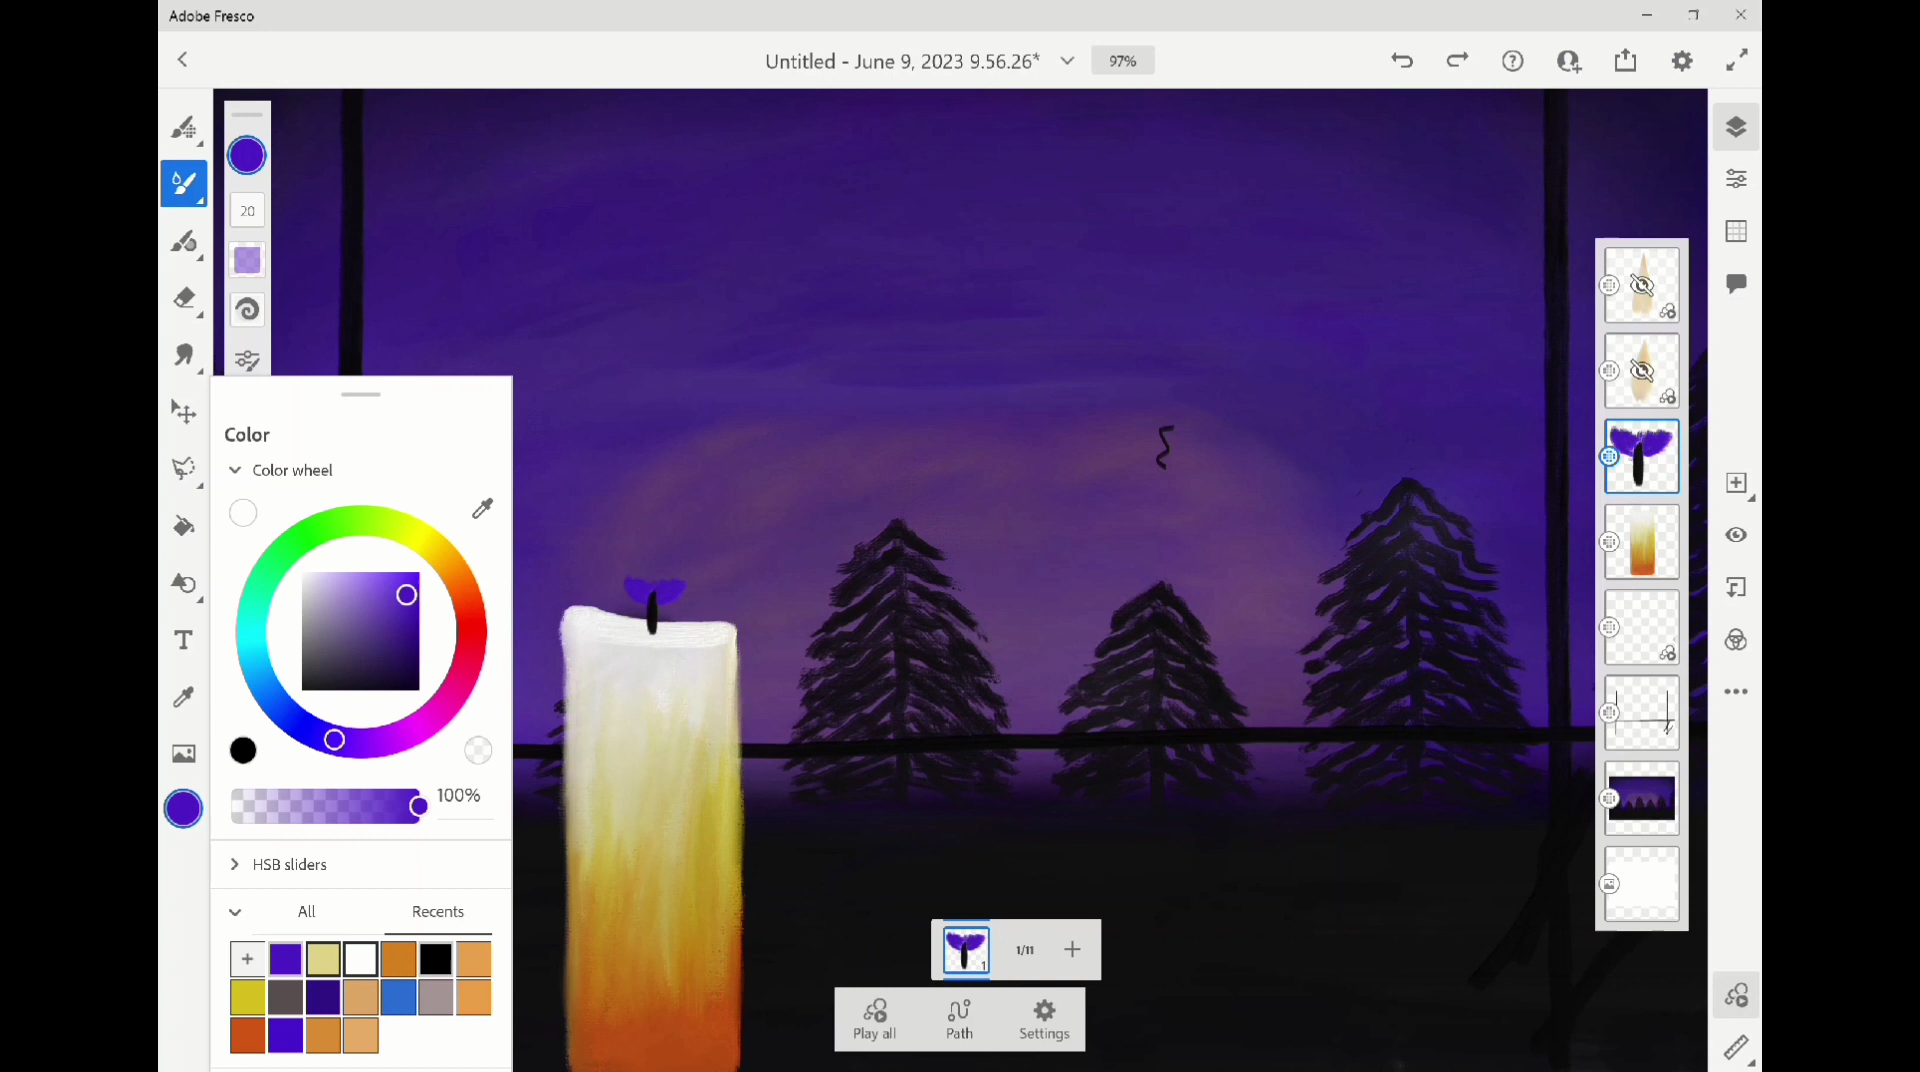 Adobe Fresco
Untitled - June 9, 2023 9.56.26*
97%
20
Color
Color wheel
100%
HSB sliders
All
Recents
1
1/11
Play all
Path
Settings